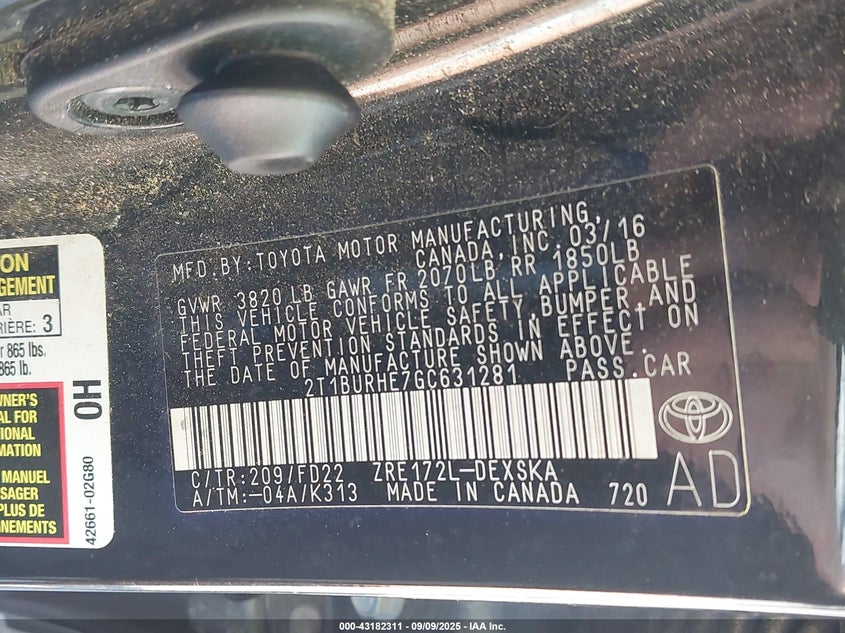 MFD.BY:TOYOTA MOTOR MANUFACTURING,
CANADA,INC. 03/16
GVWR 3820 LB GAWR FR 2070LB RR 1850LB
THIS VEHICLE CONFORMS TO ALL APPLICABLE
FEDERAL MOTOR VEHICLE SAFETY,BUMPER,AND
THEFT PREVENTION STANDARDS IN EFFECT ON
THE DATE OF MANUFACTURE SHOWN ABOVE.
2T1BURHE7GC631281 PASS.CAR
C/TR:209/FD22 ZRE172L-DEXSKA
A/TM:-04A/K313 MADE IN CANADA 720
AD
ON
GEMENT
AR
RIÈRE: 3
r 865 lbs.
865 lb.
WNER'S
AL FOR
IONAL
MATION
MANUEL
SAGER
PLUS DE
GNEMENTS
0H
42661-02G80
000-43182311 - 09/09/2025 - IAA Inc.